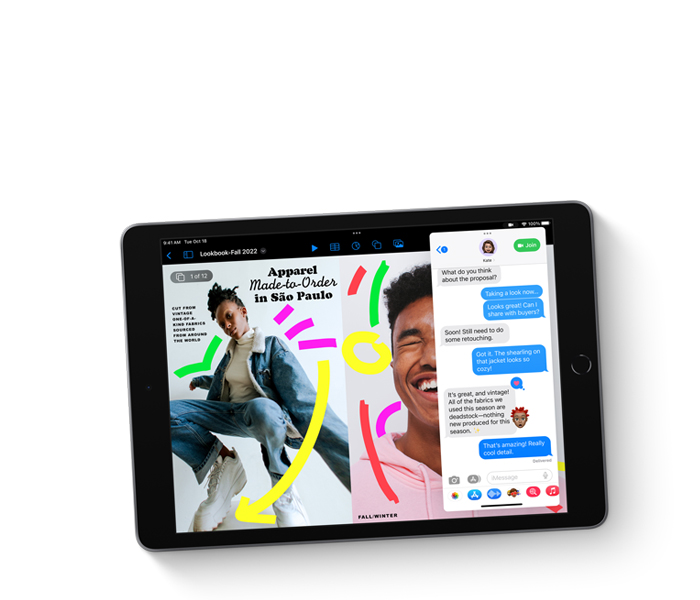 9:41 AM Tue Oct 18
100%
Lookbook-Fall 2022
1 of 12
Apparel
Made-to-Order
in São Paulo
CUT FROM
VINTAGE
ONE-OF-A-
KIND FABRICS
SOURCED
FROM AROUND
THE WORLD
FALL/WINTER
Join
What do you think
about the proposal?
Taking a look now...
Looks great! Can I
share with buyers?
Soon! Still need to do
some retouching.
Got it. The shearling on
that jacket looks so
cozy!
It's great, and vintage!
All of the fabrics we
used this season are
deadstock—nothing
new produced for this
season.
That's amazing! Really
cool detail.
Delivered
iMessage